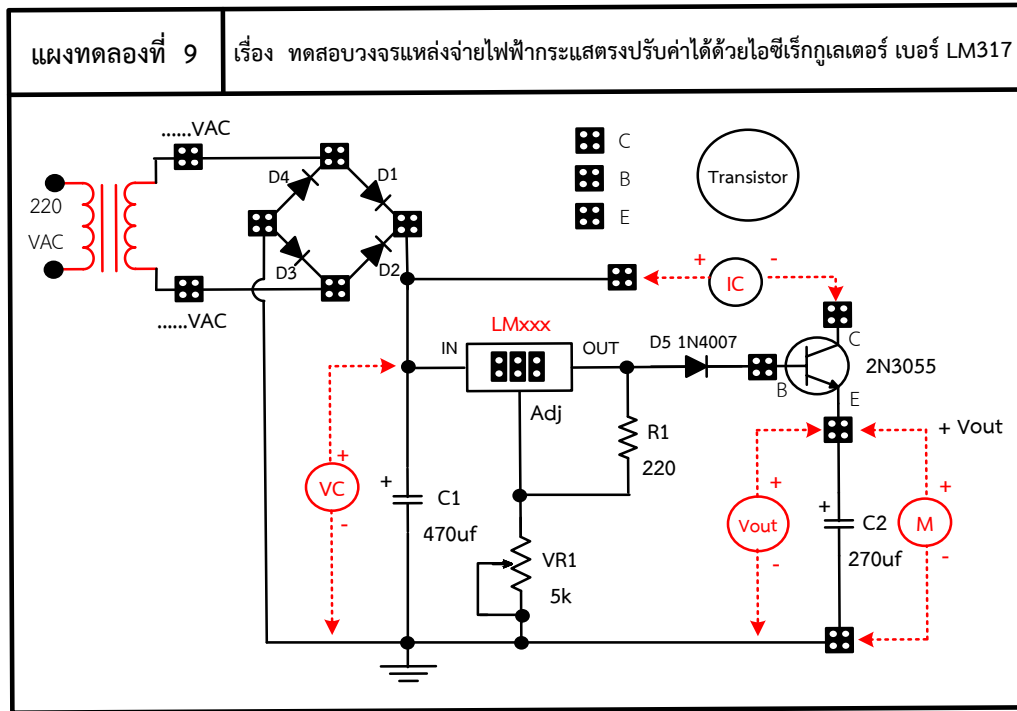 แผงทดลองที่ 9
เรื่อง ทดสอบวงจรแหล่งจ่ายไฟฟ้ากระแสตรงปรับค่าได้ด้วยไอซีเร็กกูเลเตอร์ เบอร์ LM317
......VAC
220
VAC
......VAC
D4
D1
D3
D2
C
B
E
Transistor
+
IC
-
LMxxx
IN
OUT
Adj
D5 1N4007
B
C
E
2N3055
R1
220
+
VC
-
+
C1
470uf
VR1
5k
+
Vout
-
+
C2
270uf
+ Vout
+
M
-